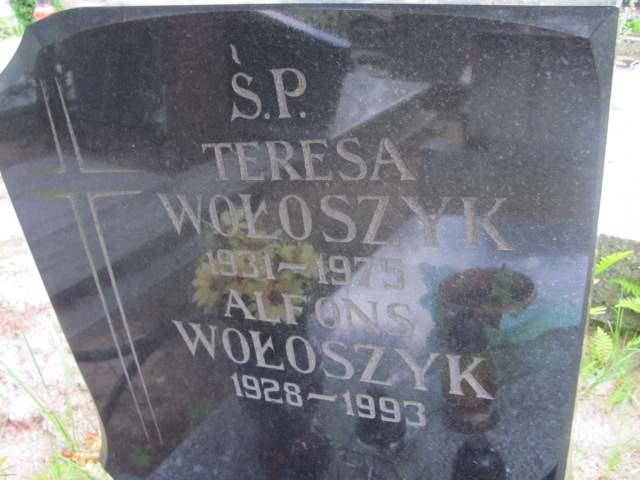 Ś.P.
TERESA
WOŁOSZYK
1931–1975
ALFONS
WOŁOSZYK
1928–1993